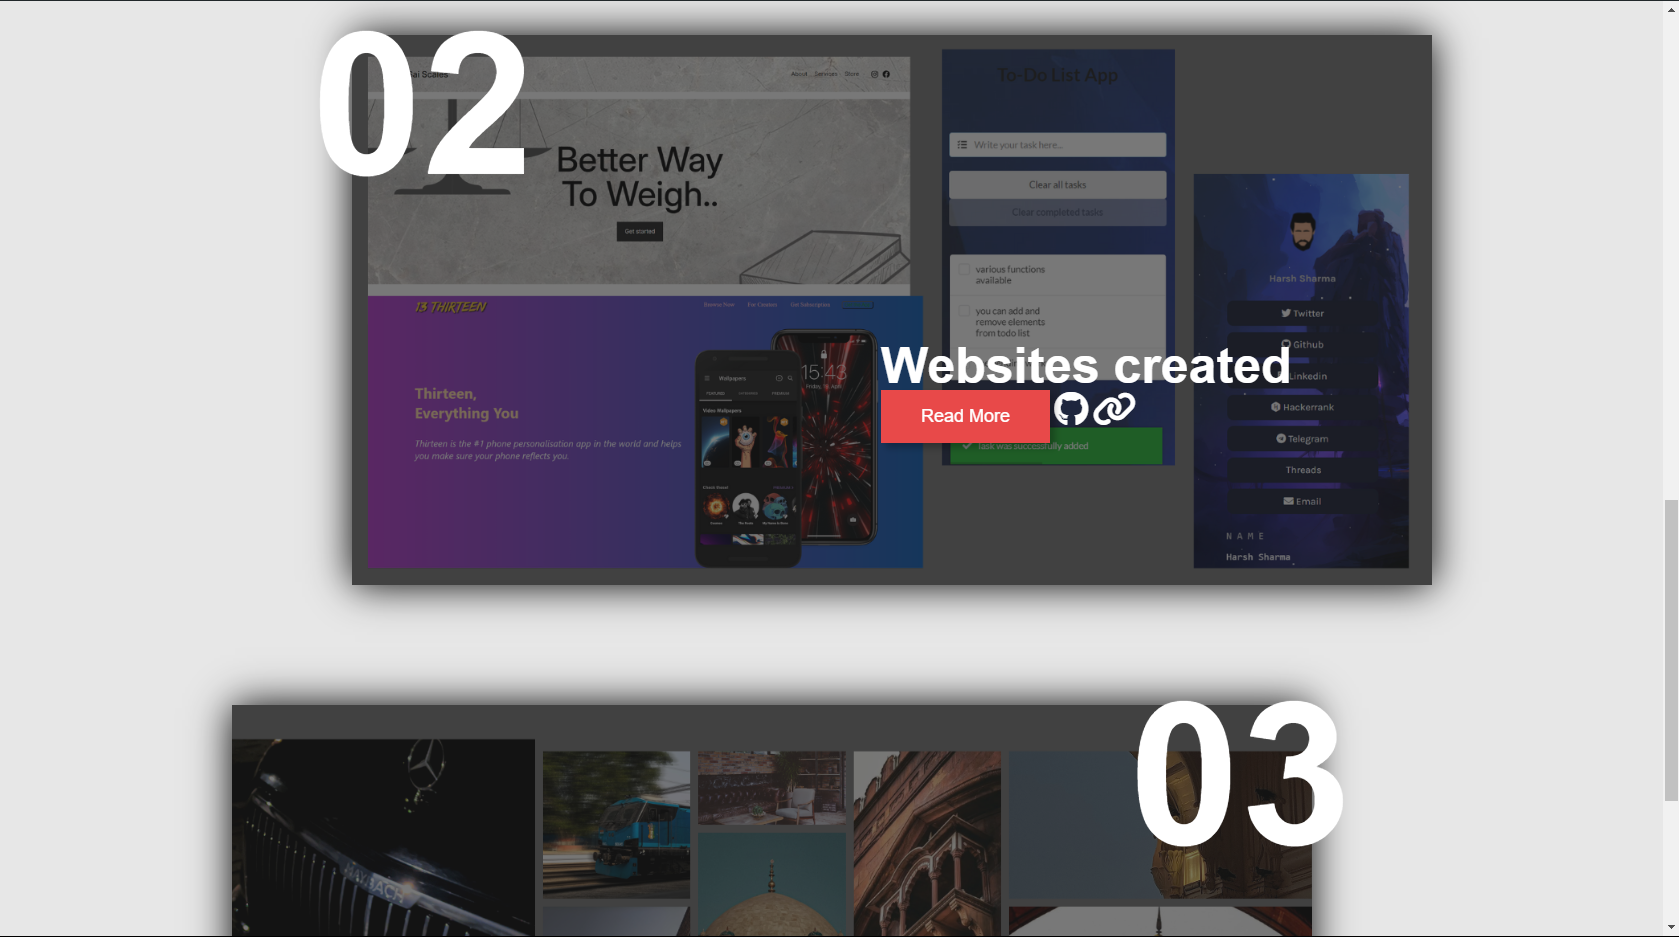 02
Sai Scales
About Services Store
Better Way
To Weigh..
Get started
To-Do List App
Write your task here...
Clear all tasks
Clear completed tasks
various functions
available
you can add and
remove elements
from todo list
Task was successfully added
Harsh Sharma
Twitter
Github
Linkedin
Hackerrank
Telegram
Threads
Email
NAME
Harsh Sharma
13 THIRTEEN
Browse Now For Creator Get Subscription
Thirteen,
Everything You
Thirteen is the #1 phone personalisation app in the world and helps
you make sure your phone reflects you.
Wallpapers
Video Wallpapers
15:43
Websites created
Read More
03
MAYBACH